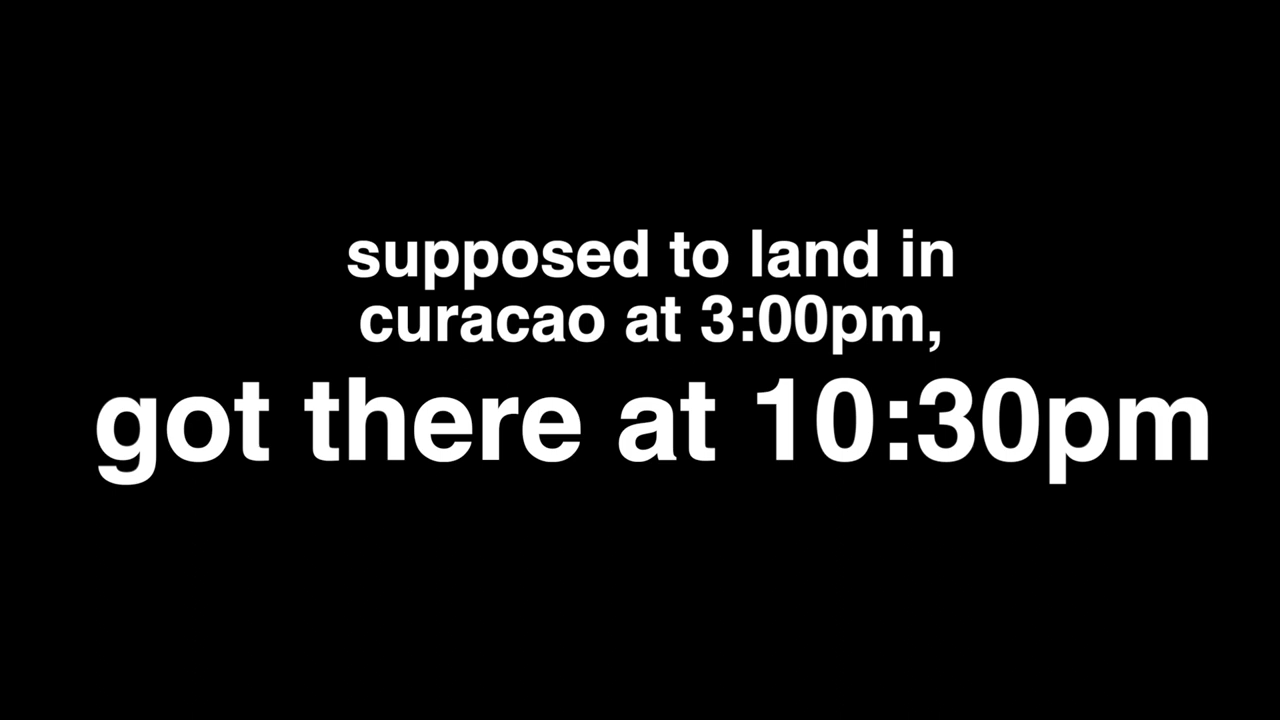 supposed to land in
curacao at 3:00pm,
got there at 10:30pm